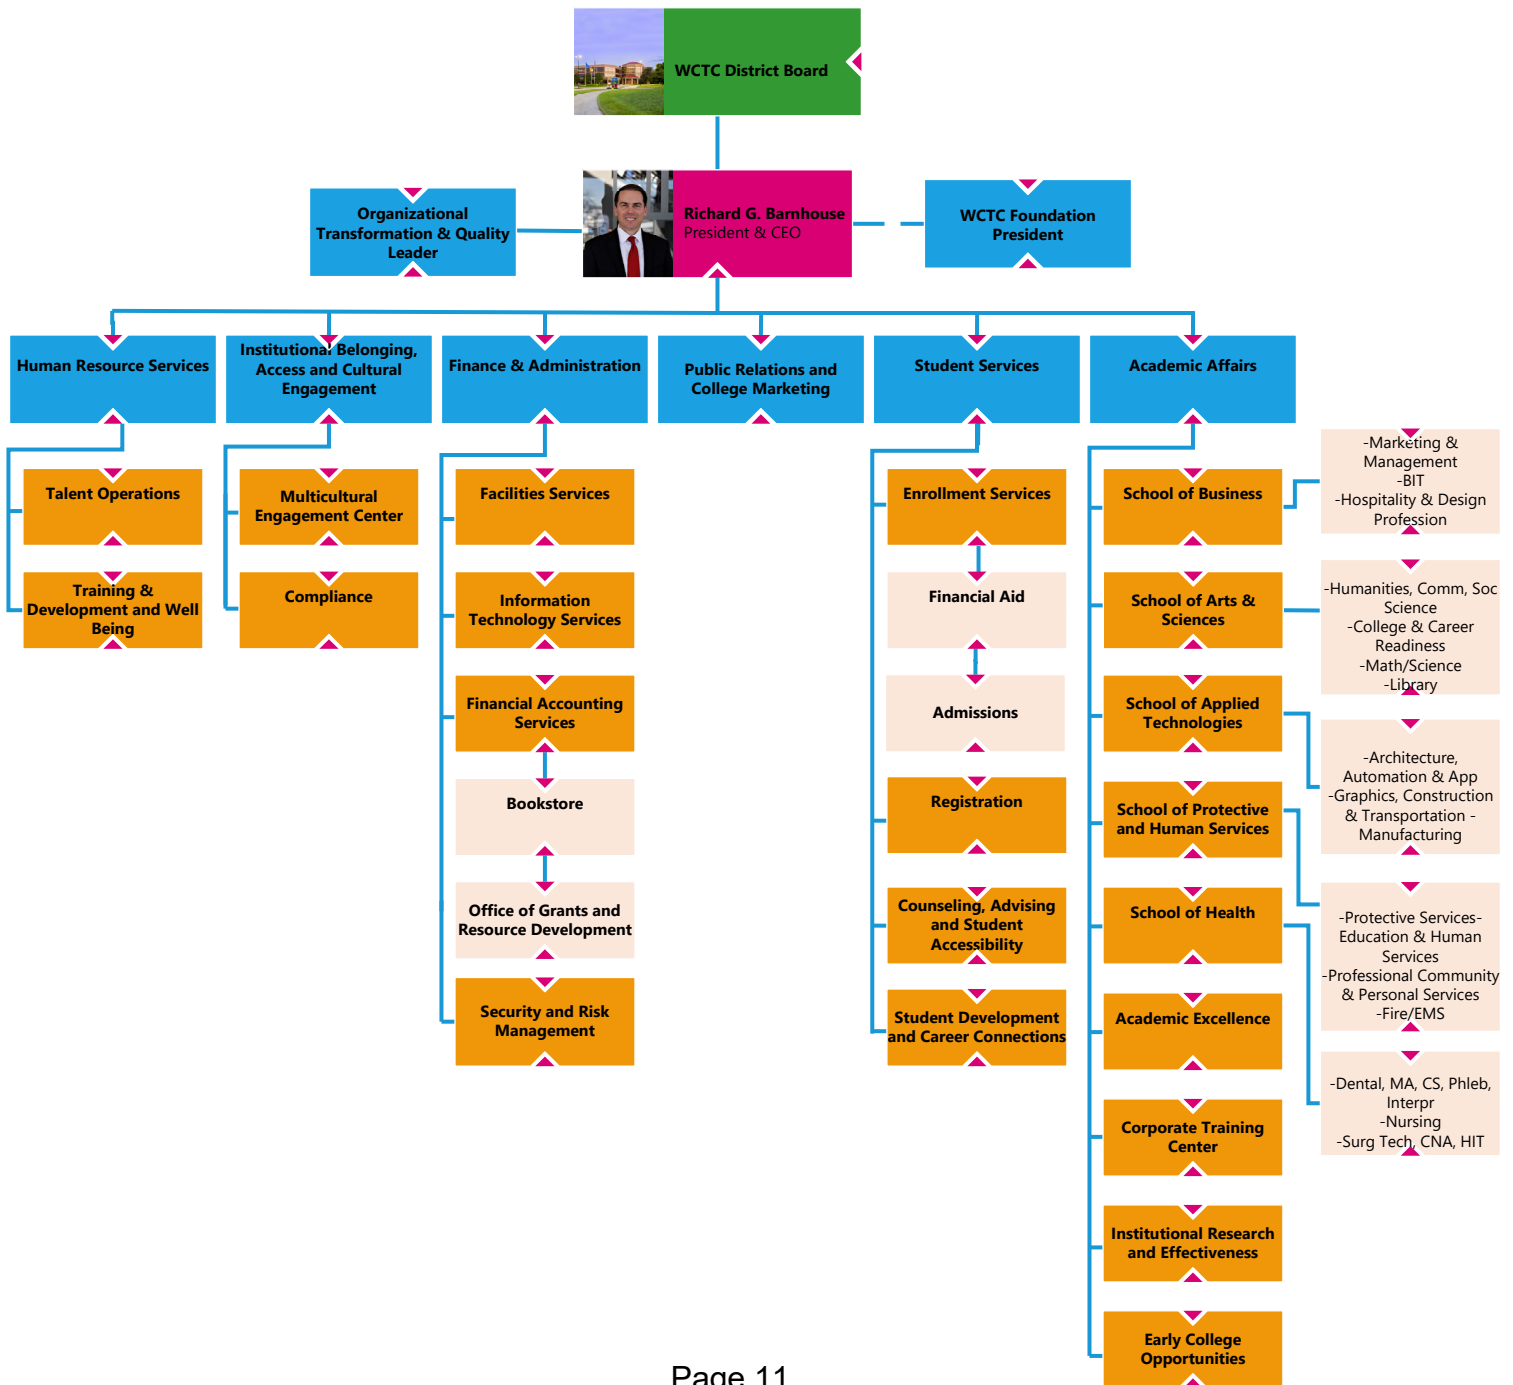 WCTC District Board
Organizational
Transformation & Quality
Leader
Richard G. Barnhouse
President & CEO
WCTC Foundation
President
Human Resource Services
Institutional Belonging,
Access and Cultural
Engagement
Finance & Administration
Public Relations and
College Marketing
Student Services
Academic Affairs
Talent Operations
Training &
Development and Well
Being
Multicultural
Engagement Center
Compliance
Facilities Services
Information
Technology Services
Financial Accounting
Services
Bookstore
Office of Grants and
Resource Development
Security and Risk
Management
Enrollment Services
Financial Aid
Admissions
Registration
Counseling, Advising
and Student
Accessibility
Student Development
and Career Connections
School of Business
School of Arts &
Sciences
School of Applied
Technologies
School of Protective
and Human Services
School of Health
Academic Excellence
Corporate Training
Center
Institutional Research
and Effectiveness
Early College
Opportunities
-Marketing &
Management
-BIT
-Hospitality & Design
Profession
-Humanities, Comm, Soc
Science
-College & Career
Readiness
-Math/Science
-Library
-Architecture,
Automation & App
-Graphics, Construction
& Transportation -
Manufacturing
-Protective Services-
Education & Human
Services
-Professional Community
& Personal Services
-Fire/EMS
-Dental, MA, CS, Phleb,
Interpr
-Nursing
-Surg Tech, CNA, HIT
Page 11